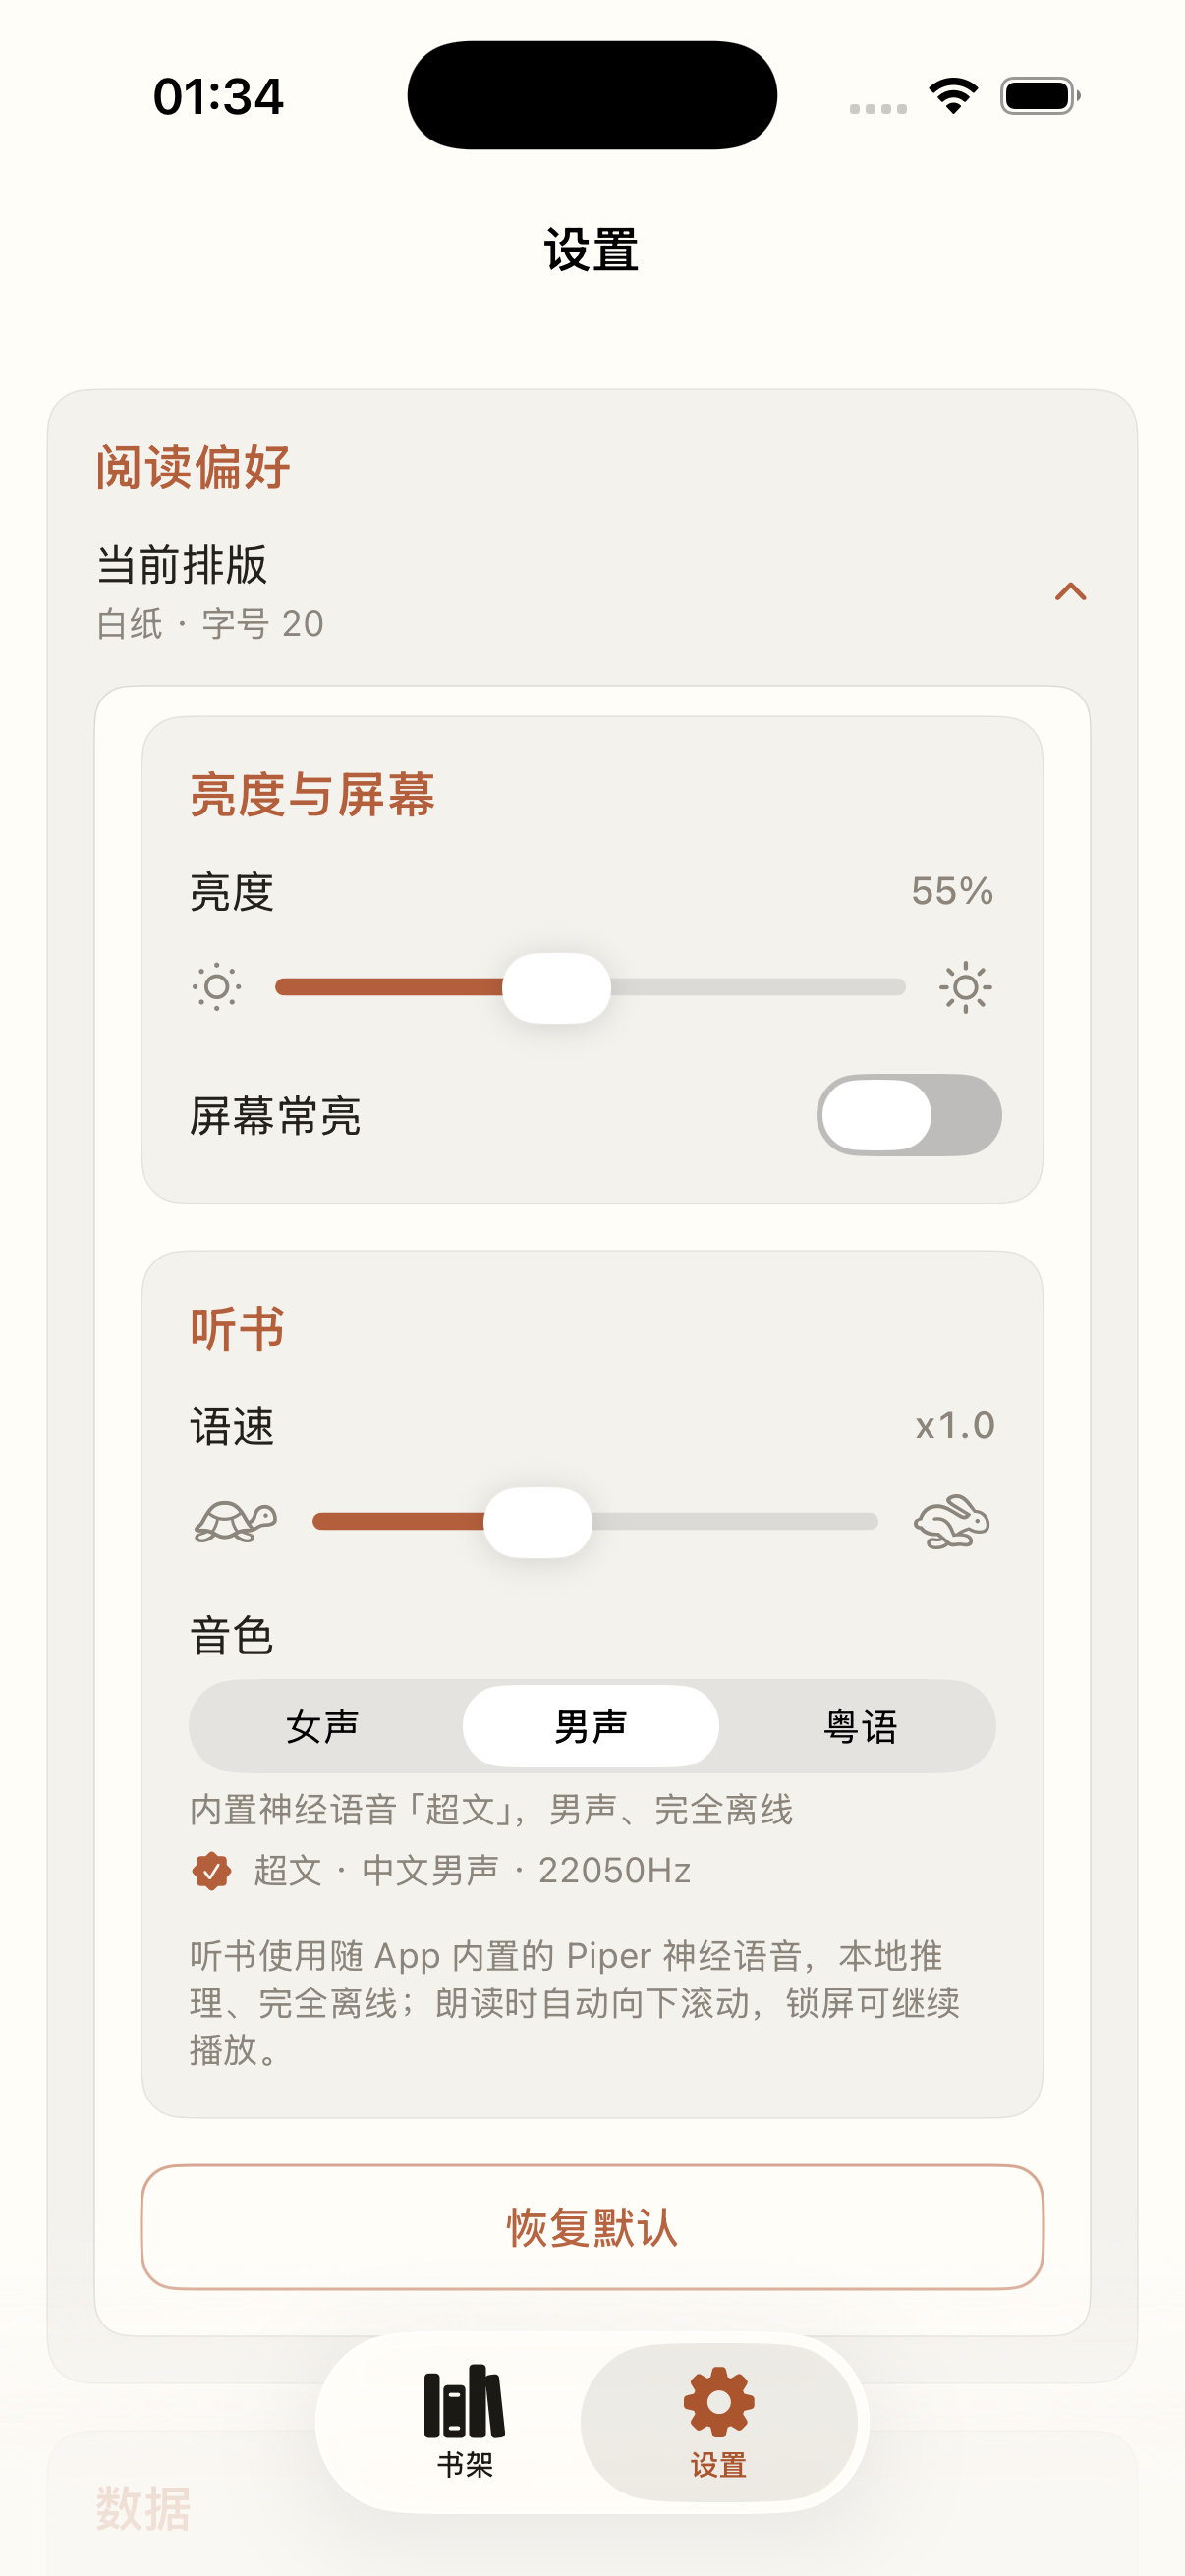 01:34
设置
阅读偏好
当前排版
白纸 · 字号 20
亮度与屏幕
亮度
55%
屏幕常亮
听书
语速
x1.0
音色
女声
男声
粤语
内置神经语音「超文」，男声、完全离线
超文 · 中文男声 · 22050Hz
听书使用随 App 内置的 Piper 神经语音，本地推
理、完全离线；朗读时自动向下滚动，锁屏可继续
播放。
恢复默认
书架
设置
数据